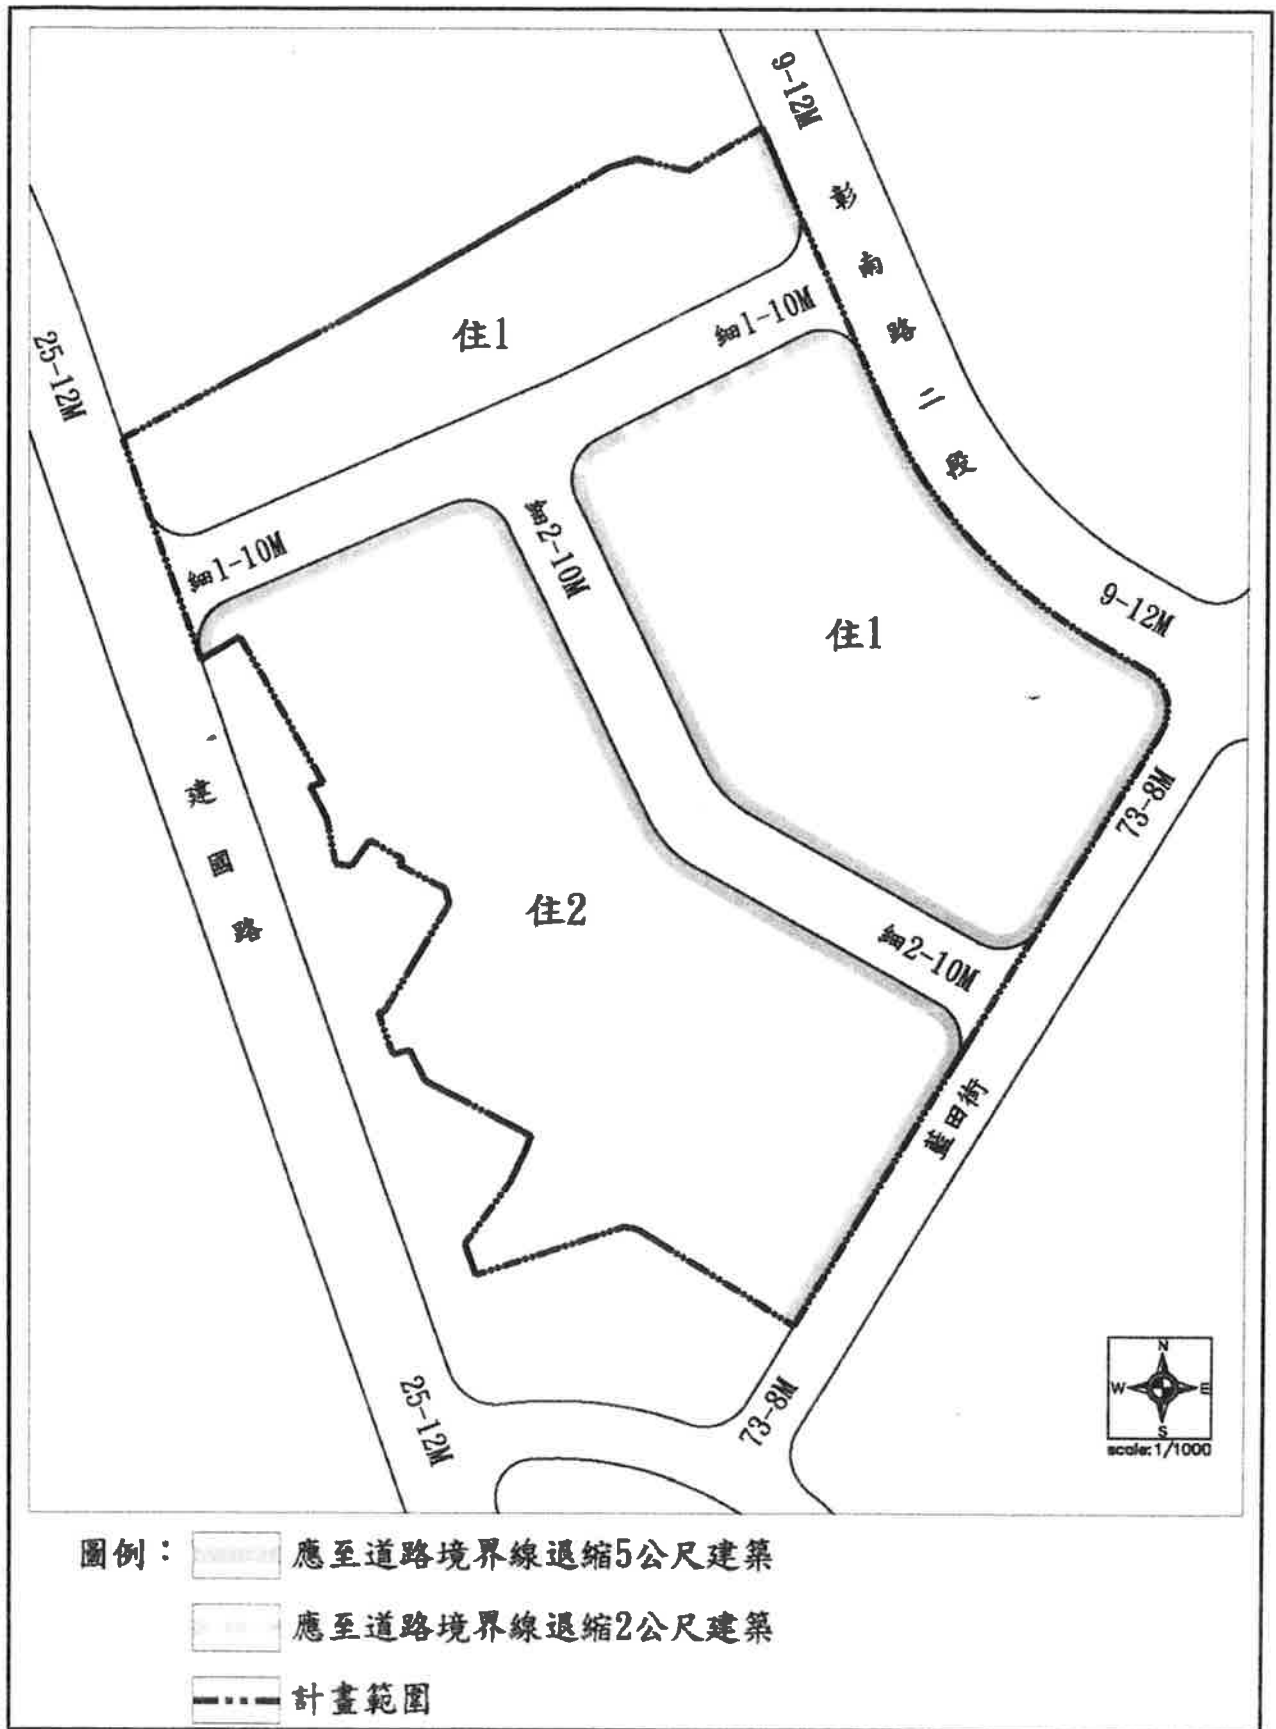 9-12M
彰南路二段
25-12M
住1
細1-10M
細2-10M
細1-10M
9-12M
住1
73-8M
建國路
住2
細2-10M
藍田街
N
W E
S
scale:1/1000
25-12M
73-8M
圖例：
應至道路境界線退縮5公尺建築
應至道路境界線退縮2公尺建築
計畫範圍